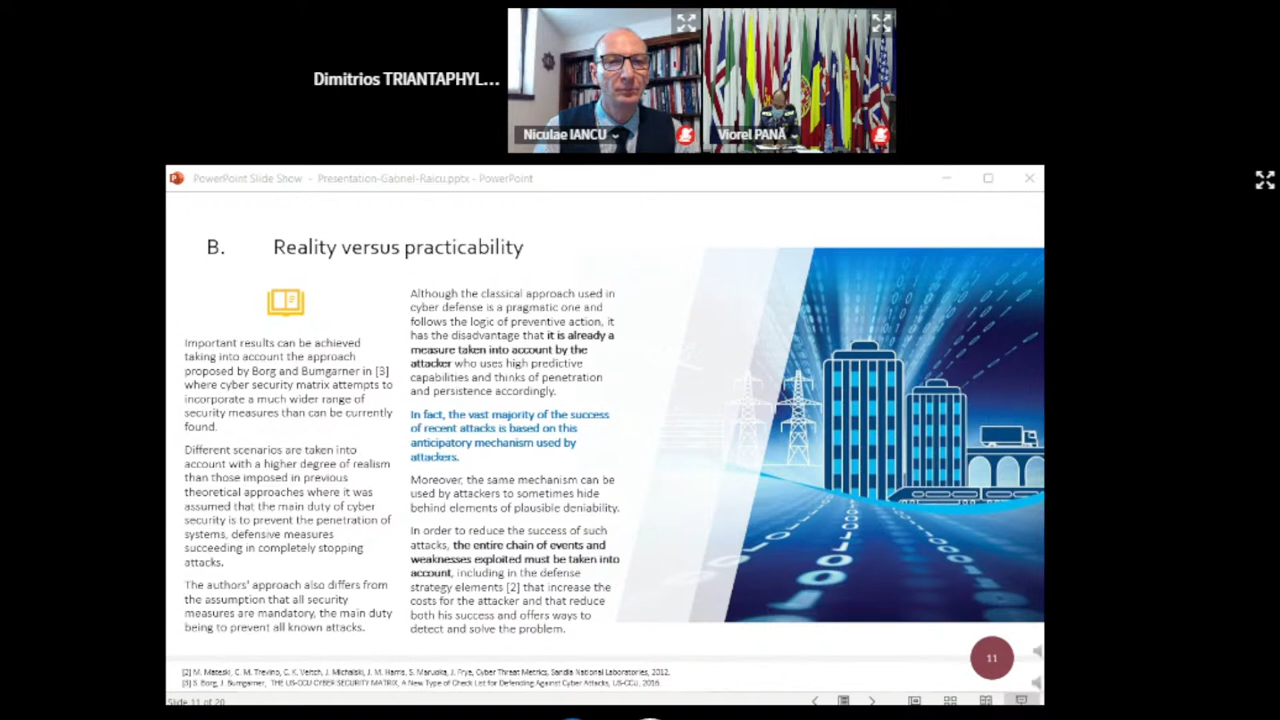 Dimitrios TRIANTAPHYL...
Niculae IANCU
Viorel PANĂ
PowerPoint Slide Show - Presentation-Gabriel-Raicu.pptx - PowerPoint
B. Reality versus practicability
Important results can be achieved
taking into account the approach
proposed by Borg and Bumgarner in [3]
where cyber security matrix attempts to
incorporate a much wider range of
security measures than can be currently
found.
Different scenarios are taken into
account with a higher degree of realism
than those imposed in previous
theoretical approaches where it was
assumed that the main duty of cyber
security is to prevent the penetration of
systems, defensive measures
succeeding in completely stopping
attacks.
The authors' approach also differs from
the assumption that all security
measures are mandatory, the main duty
being to prevent all known attacks.
Although the classical approach used in
cyber defense is a pragmatic one and
follows the logic of preventive action, it
has the disadvantage that it is already a
measure taken into account by the
attacker who uses high predictive
capabilities and thinks of penetration
and persistence accordingly.
In fact, the vast majority of the success
of recent attacks is based on this
anticipatory mechanism used by
attackers.
Moreover, the same mechanism can be
used by attackers to sometimes hide
behind elements of plausible deniability.
In order to reduce the success of such
attacks, the entire chain of events and
weaknesses exploited must be taken into
account, including in the defense
strategy elements [2] that increase the
costs for the attacker and that reduce
both his success and offers ways to
detect and solve the problem.
11
[2] M. Mateski, C. M. Trevino, C. K. Veitch, J. Michalski, J. M. Harris, S. Maruoka, J. Frye, Cyber Threat Metrics, Sandia National Laboratories, 2012.
[3] S. Borg, J. Bumgarner, THE US-CCU CYBER SECURITY MATRIX, A New Type of Check List for Defending Against Cyber Attacks, US-CCU, 2016.
Slide 11 of 20